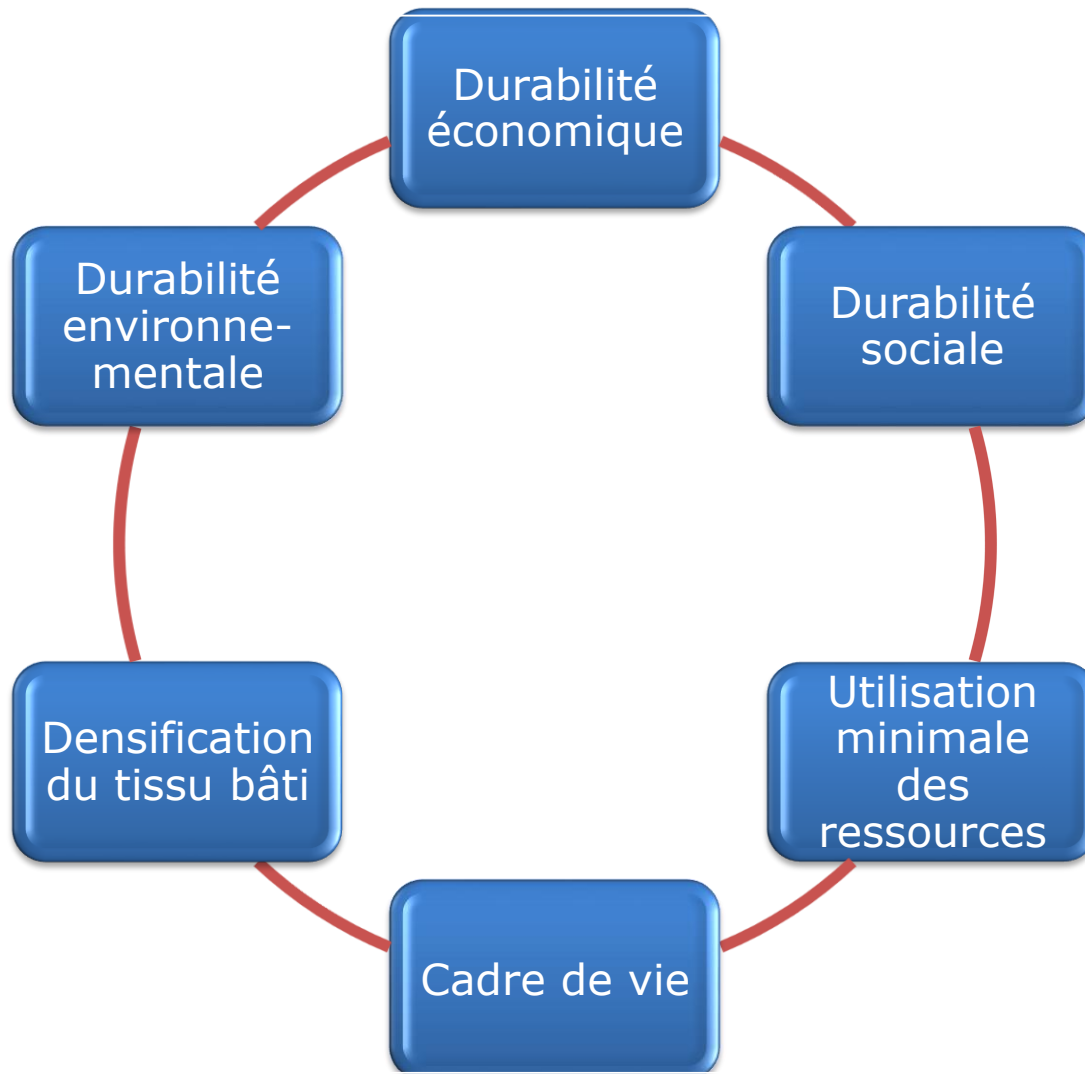 Durabilité
économique
Durabilité
sociale
Utilisation
minimale
des
ressources
Cadre de vie
Densification
du tissu bâti
Durabilité
environne-
mentale